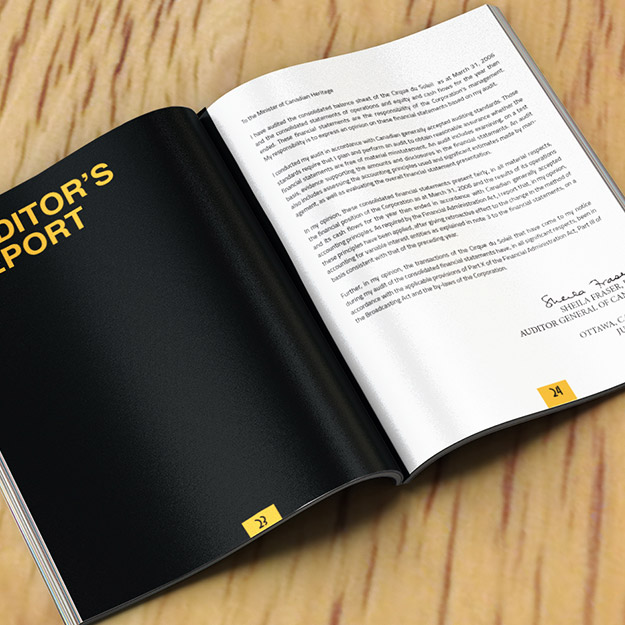 DITOR'S
PORT
23
To the Minister of Canadian Heritage
I have audited the consolidated balance sheet of the Cirque du Soleil as at March 31, 2006
and the consolidated statements of operations and equity and cash flows for the year then
ended. These financial statements are the responsibility of the Corporation's management.
My responsibility is to express an opinion on these financial statements based on my audit.
I conducted my audit in accordance with Canadian generally accepted auditing standards. Those
standards require that I plan and perform an audit to obtain reasonable assurance whether the
financial statements are free of material misstatement. An audit includes examining, on a test
basis, evidence supporting the amounts and disclosures in the financial statements. An audit
also includes assessing the accounting principles used and significant estimates made by man-
agement, as well as evaluating the overall financial statement presentation.
In my opinion, these consolidated financial statements present fairly, in all material respects,
the financial position of the Corporation as at March 31, 2006 and the results of its operations
and its cash flows for the year then ended in accordance with Canadian generally accepted
accounting principles. As required by the Financial Administration Act, I report that, in my opinion,
these principles have been applied, after giving retroactive effect to the change in the method of
accounting for variable interest entities as explained in note 3 to the financial statements, on a
basis consistent with that of the preceding year.
Further, in my opinion, the transactions of the Cirque du Soleil that have come to my notice
during my audit of the consolidated financial statements have, in all significant respects, been in
accordance with the applicable provisions of Part X of the Financial Administration Act, Part III of
the Broadcasting Act and the by-laws of the Corporation.
Sheila Fraser
SHEILA FRASER,
AUDITOR GENERAL OF CAN
OTTAWA, C
JU
24